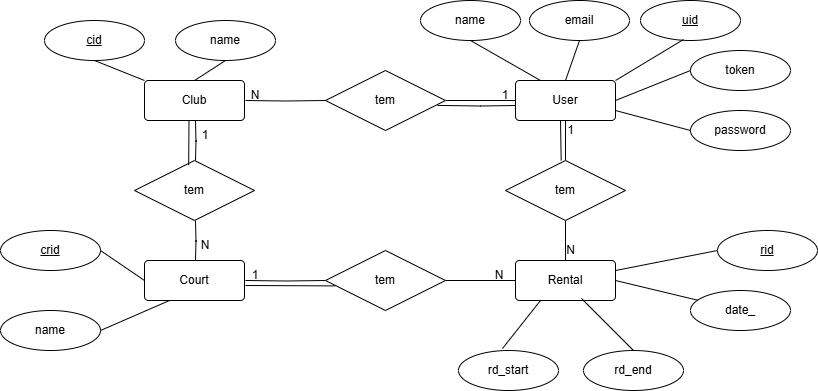 name
email
uid
cid
name
token
Club
N
tem
1
User
password
1
1
tem
tem
N
N
crid
rid
Court
1
tem
N
Rental
name
date_
rd_start
rd_end